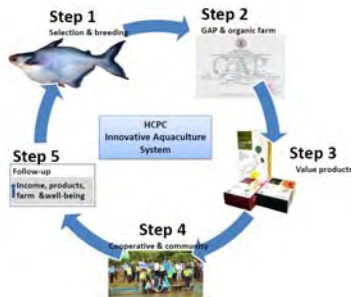 Step 1
Selection & breeding
Step 2
GAP & organic farm
GAP
HCPC
Innovative Aquaculture
System
Step 3
Value products
Step 4
Cooperative & community
Step 5
Follow-up
Income, products,
farm &well-being